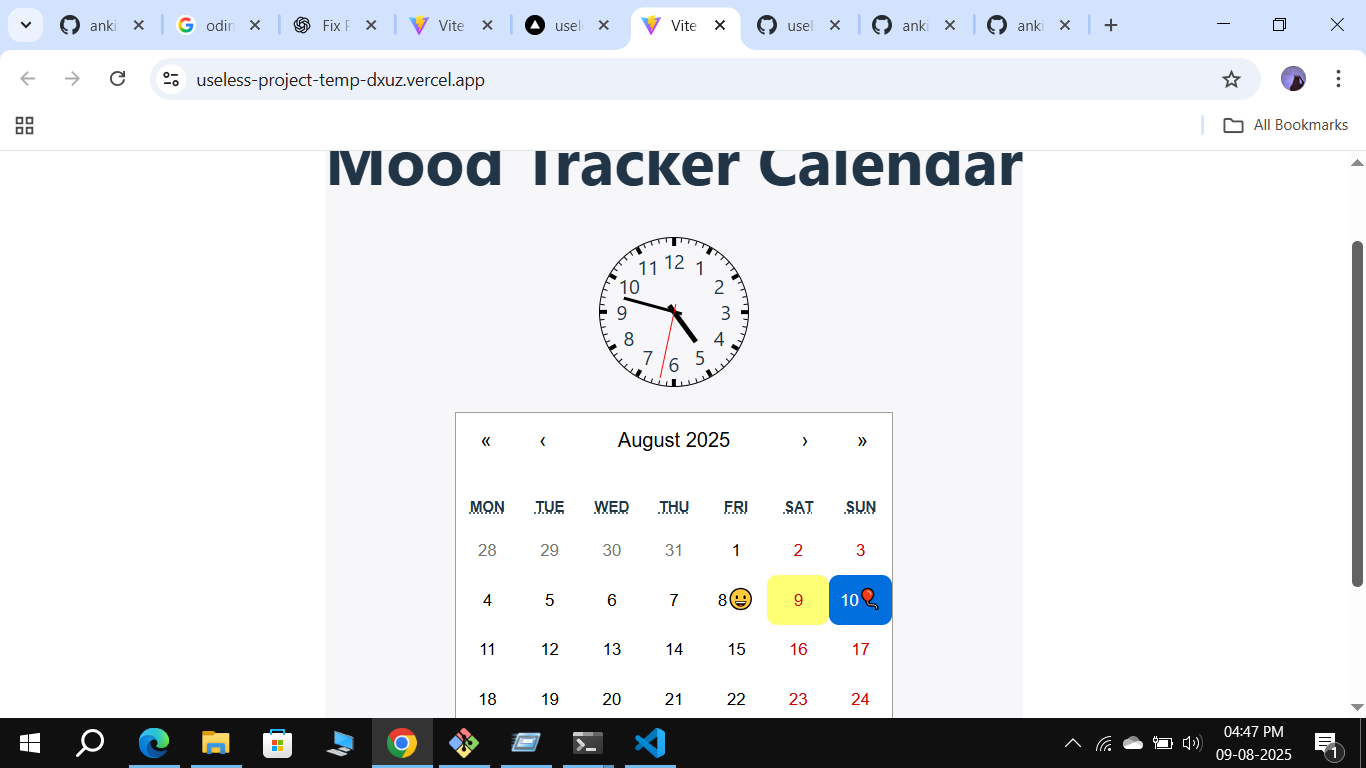 anki
odin
Fix P
Vite
usele
Vite
usel
anki
anki
useless-project-temp-dxuz.vercel.app
All Bookmarks
Mood Tracker Calendar
12
11 1
10 2
9 3
8 4
7 5
6
« ‹ August 2025 › »
MON TUE WED THU FRI SAT SUN
28 29 30 31 1 2 3
4 5 6 7 8😀 9 10🎈
11 12 13 14 15 16 17
18 19 20 21 22 23 24
04:47 PM
09-08-2025
1